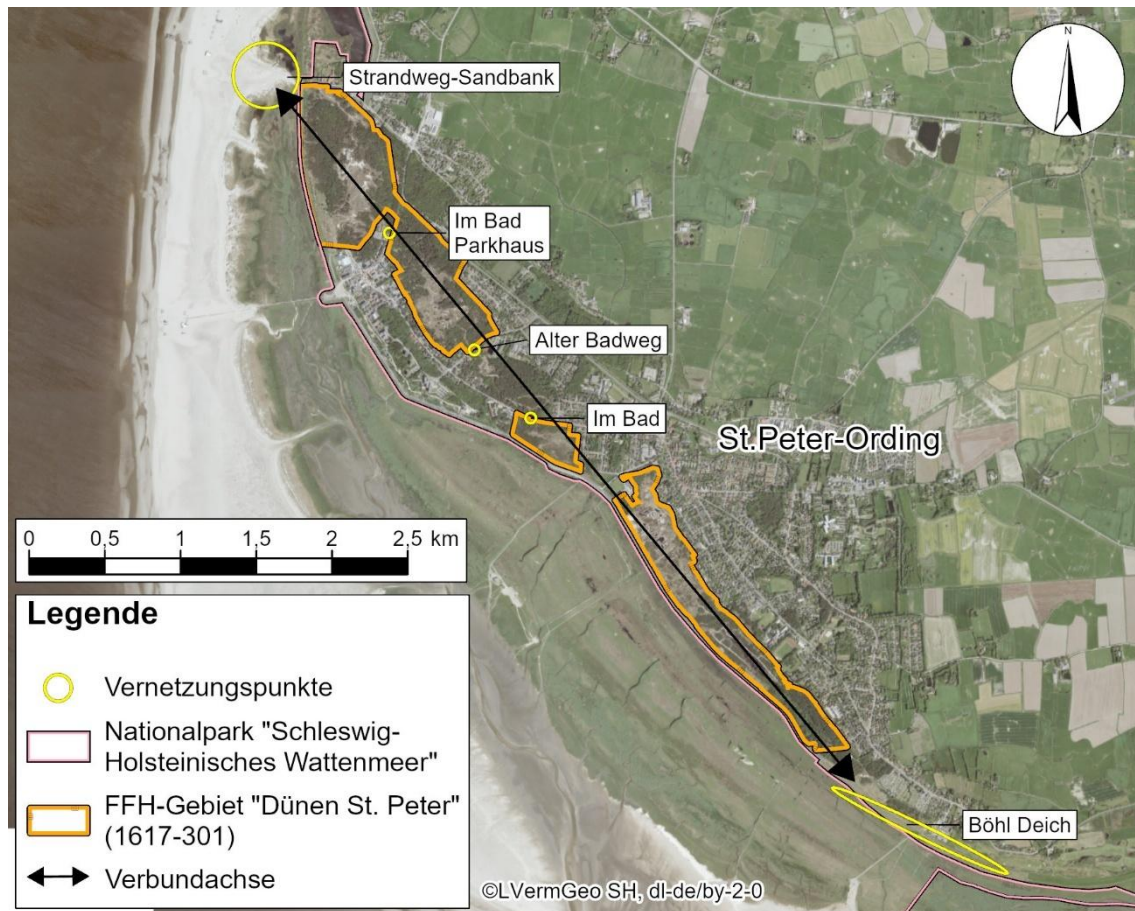 N
Strandweg-Sandbank
Im Bad
Parkhaus
Alter Badweg
Im Bad
St.Peter-Ording
0 0,5 1 1,5 2 2,5 km
Legende
Vernetzungspunkte
Nationalpark "Schleswig-
Holsteinisches Wattenmeer"
FFH-Gebiet "Dünen St. Peter"
(1617-301)
Verbundachse
Böhl Deich
©LVermGeo SH, dl-de/by-2-0